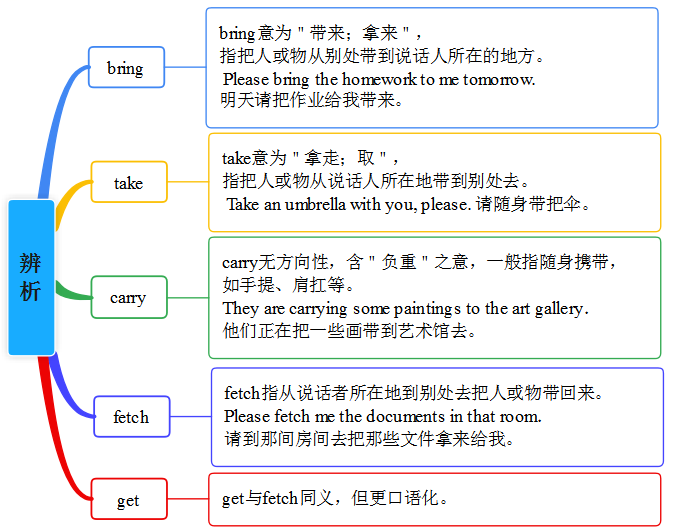 辨析
bring
bring意为＂带来；拿来＂，
指把人或物从别处带到说话人所在的地方。
Please bring the homework to me tomorrow.
明天请把作业给我带来。
take
take意为＂拿走；取＂，
指把人或物从说话人所在地带到别处去。
Take an umbrella with you, please. 请随身带把伞。
carry
carry无方向性，含＂负重＂之意，一般指随身携带，
如手提、肩扛等。
They are carrying some paintings to the art gallery.
他们正在把一些画带到艺术馆去。
fetch
fetch指从说话者所在地到别处去把人或物带回来。
Please fetch me the documents in that room.
请到那间房间去把那些文件拿来给我。
get
get与fetch同义，但更口语化。